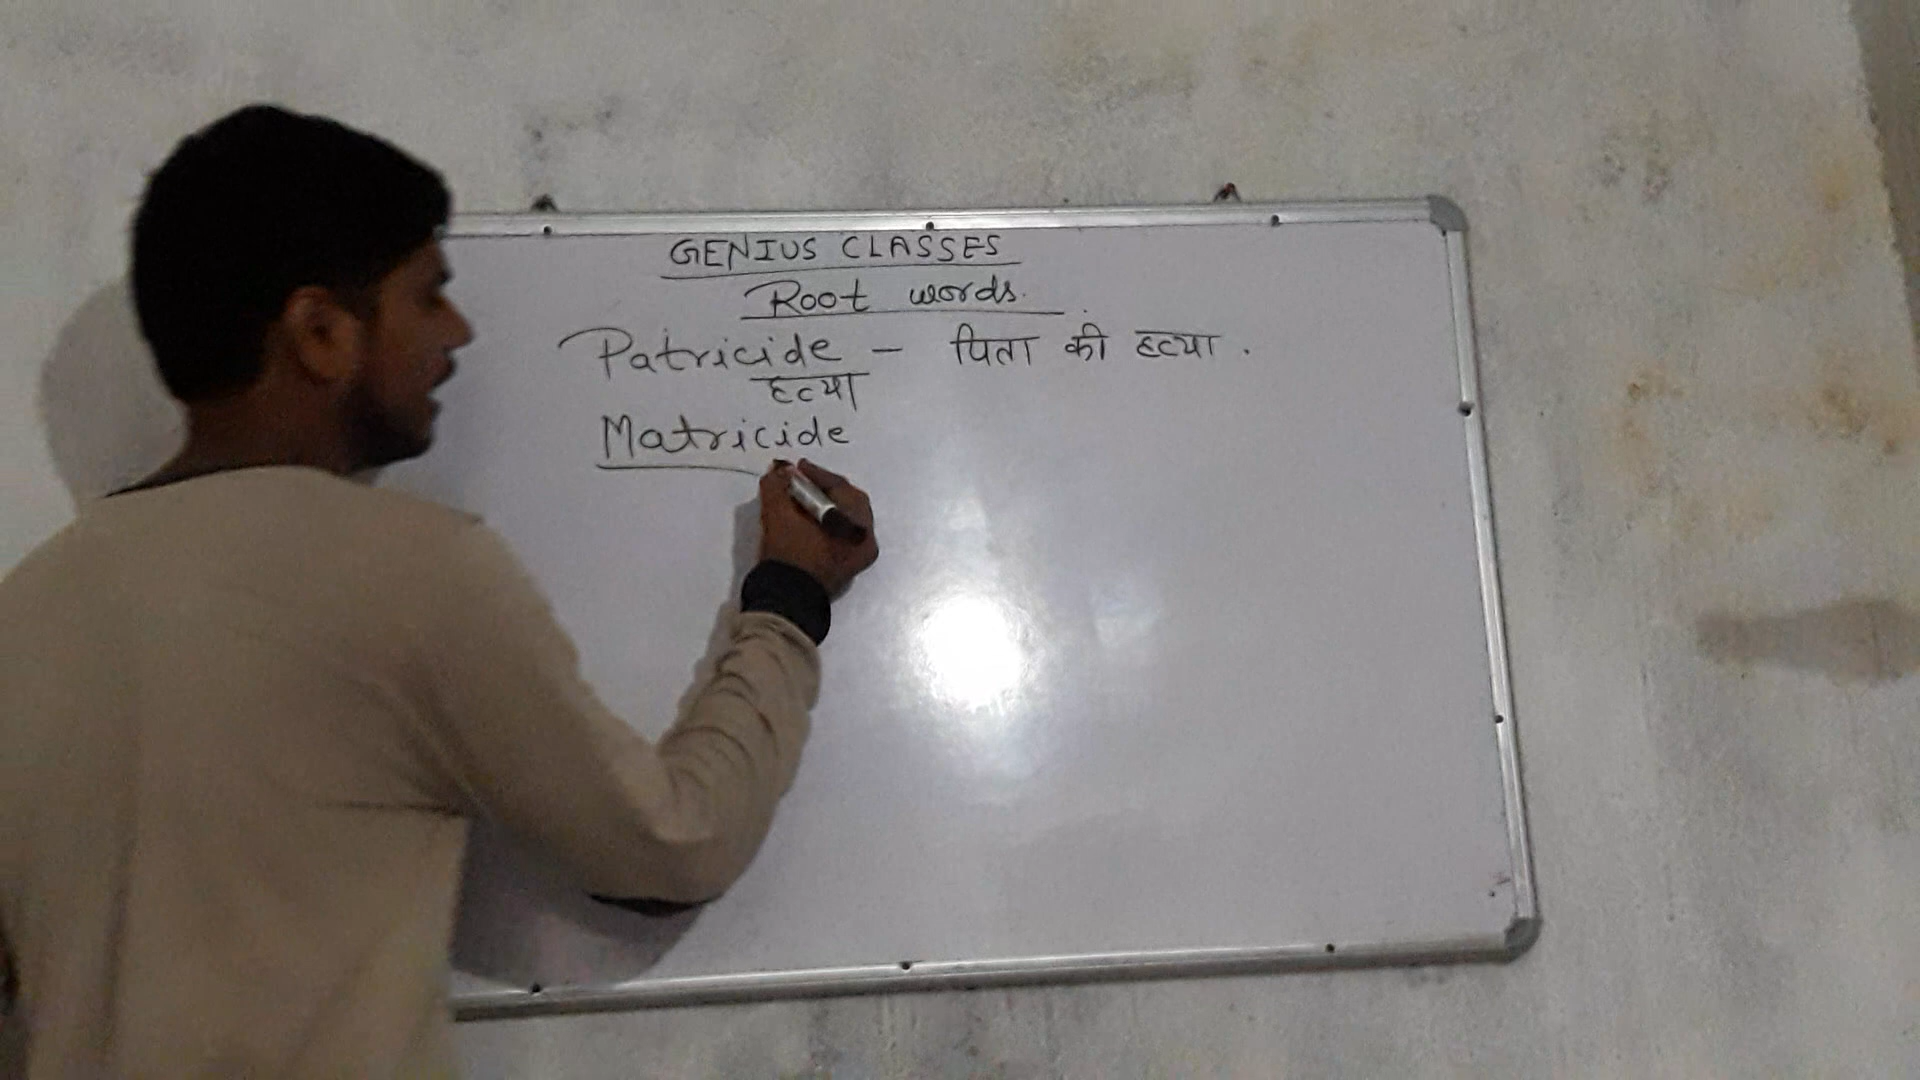 GENIUS CLASSES
Root words.
Patricide - पिता की हत्या .
हत्या
Matricide